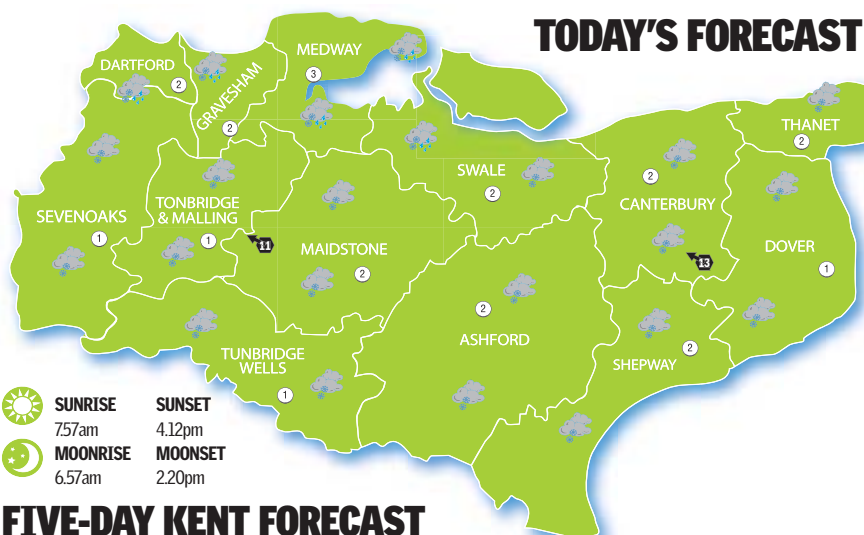 TODAY'S FORECAST
MEDWAY
3
DARTFORD
2
GRAVESHAM
2
THANET
2
SWALE
2
2
CANTERBURY
SEVENOAKS
1
TONBRIDGE
& MALLING
1
11
MAIDSTONE
2
13
DOVER
1
2
ASHFORD
SHEPWAY
2
TUNBRIDGE
WELLS
1
SUNRISE SUNSET
7.57am 4.12pm
MOONRISE MOONSET
6.57am 2.20pm
FIVE-DAY KENT FORECAST